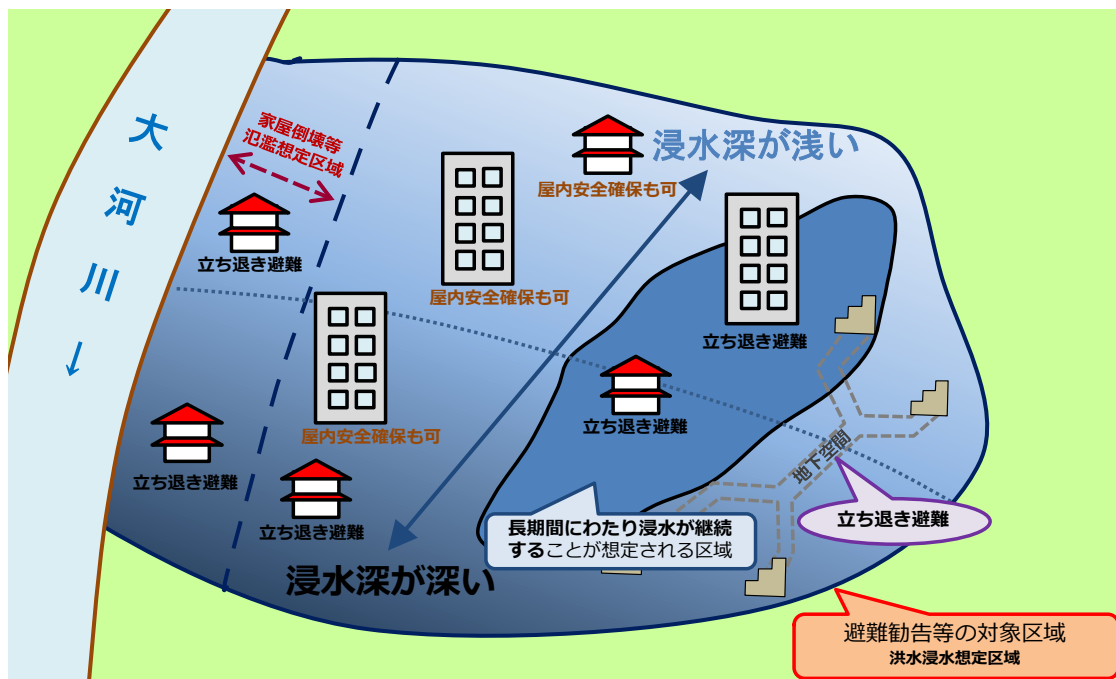 大河川→
家屋倒壊等
氾濫想定区域
浸水深が浅い
屋内安全確保も可
立ち退き避難
屋内安全確保も可
立ち退き避難
屋内安全確保も可
立ち退き避難
立ち退き避難
立ち退き避難
地下空間
長期間にわたり浸水が継続
することが想定される区域
立ち退き避難
浸水深が深い
避難勧告等の対象区域
洪水浸水想定区域